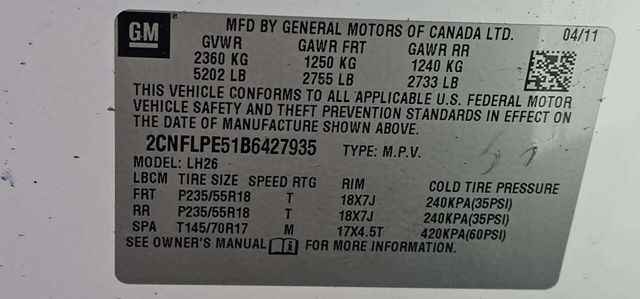 GM
MFD BY GENERAL MOTORS OF CANADA LTD. 04/11
GVWR GAWR FRT GAWR RR
2360 KG 1250 KG 1240 KG
5202 LB 2755 LB 2733 LB
THIS VEHICLE CONFORMS TO ALL APPLICABLE U.S. FEDERAL MOTOR
VEHICLE SAFETY AND THEFT PREVENTION STANDARDS IN EFFECT ON
THE DATE OF MANUFACTURE SHOWN ABOVE.
2CNFLPE51B6427935 TYPE: M.P.V.
MODEL: LH26
LBCM TIRE SIZE SPEED RTG RIM COLD TIRE PRESSURE
FRT P235/55R18 T 18X7J 240KPA(35PSI)
RR P235/55R18 T 18X7J 240KPA(35PSI)
SPA T145/70R17 M 17X4.5T 420KPA(60PSI)
SEE OWNER'S MANUAL FOR MORE INFORMATION.